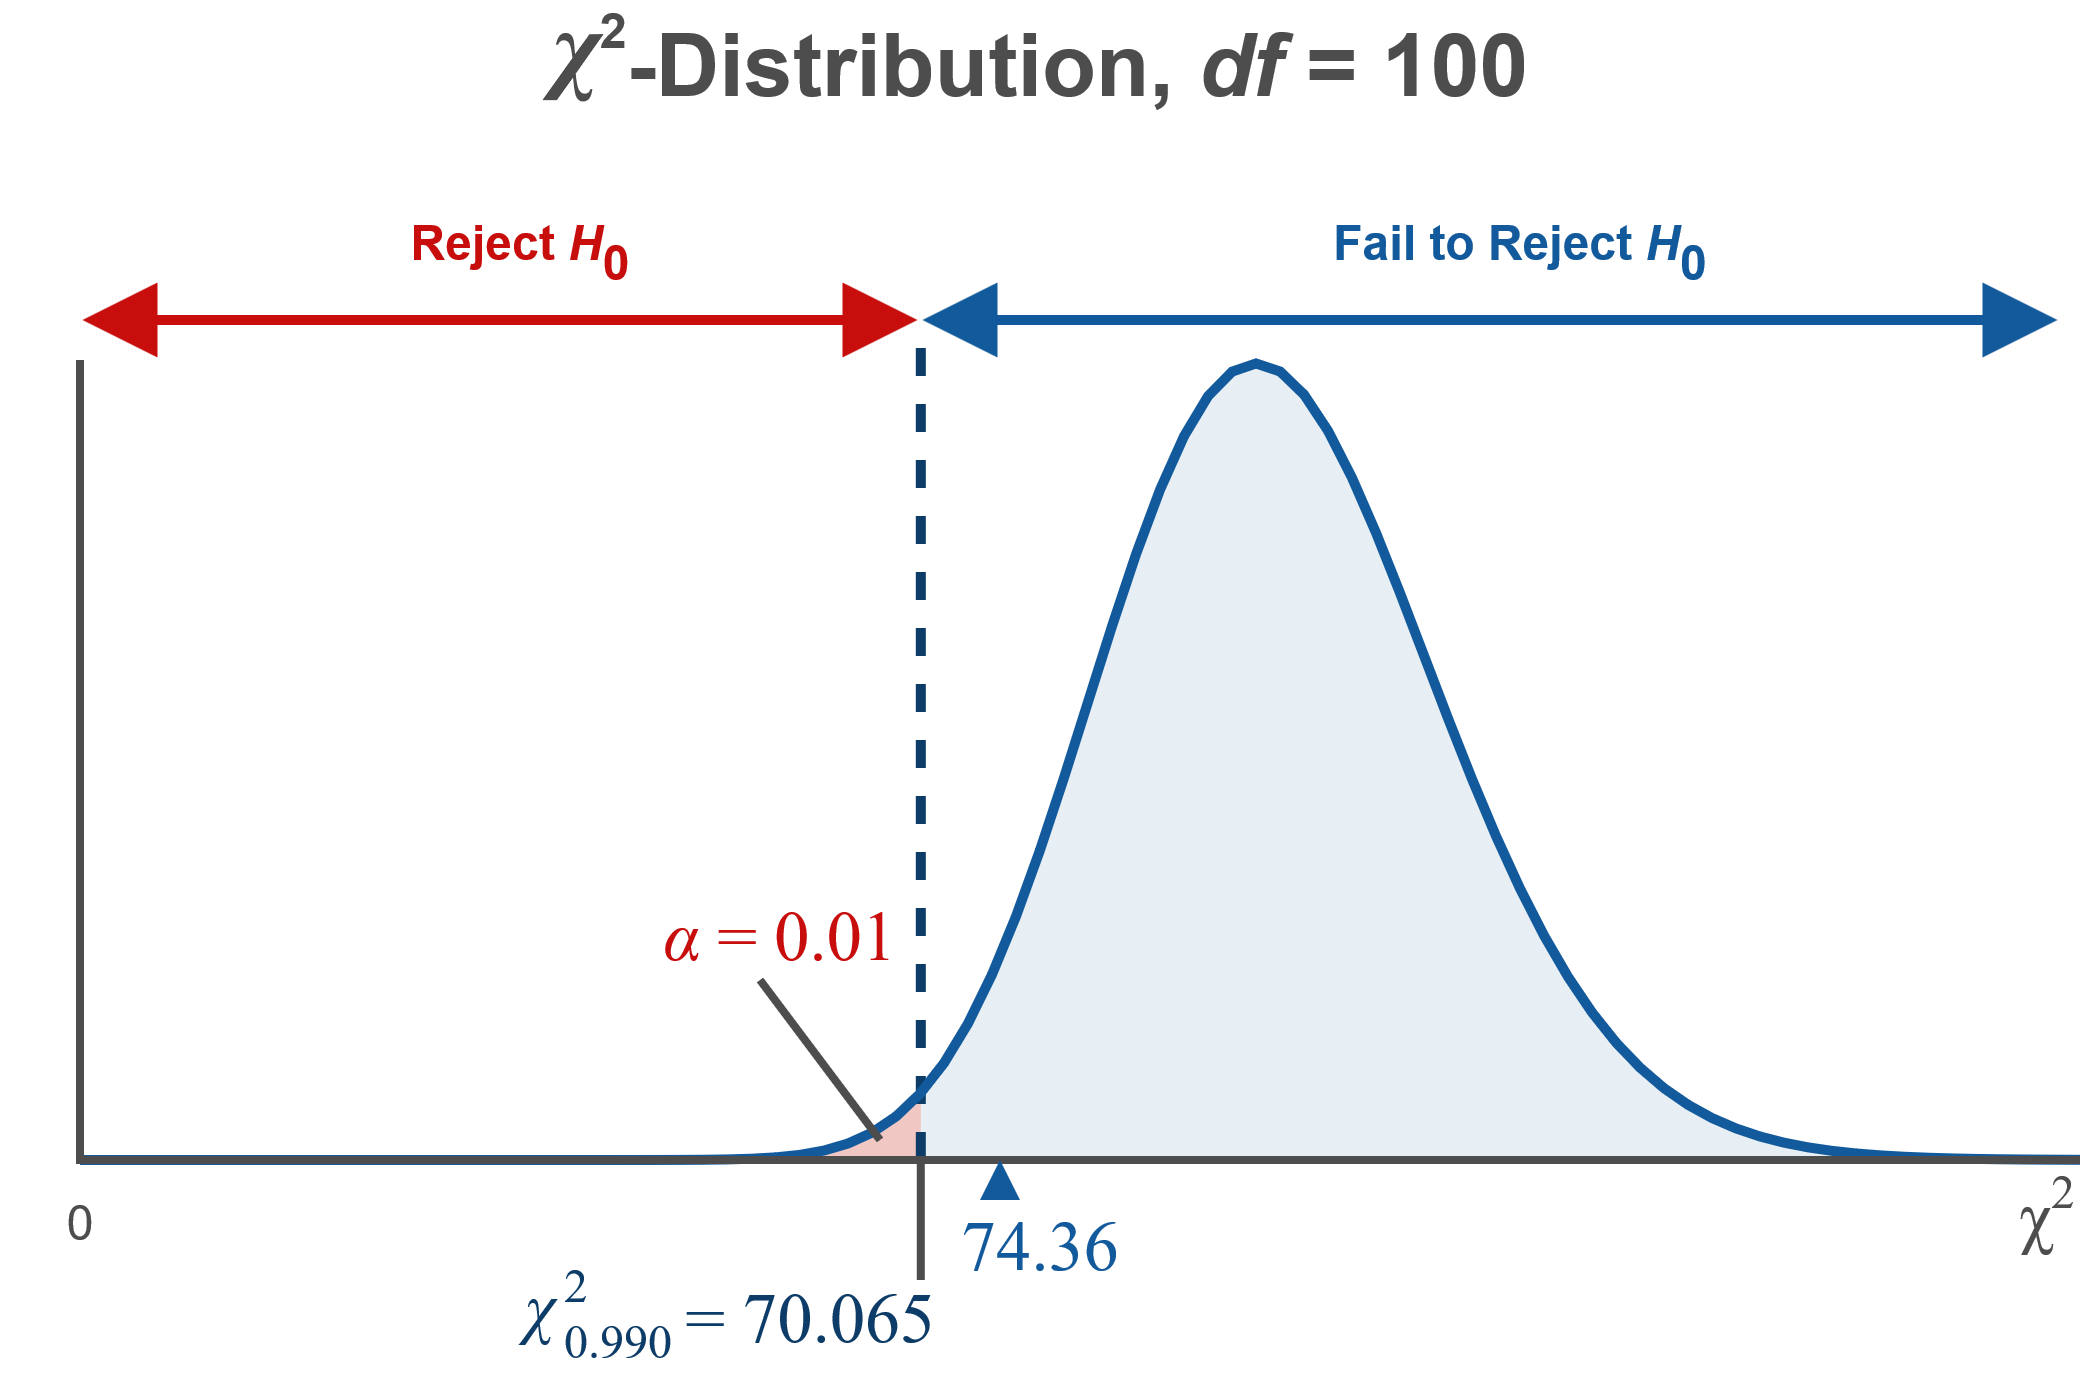 χ²-Distribution, df = 100
Reject H₀
Fail to Reject H₀
α = 0.01
0
χ²
74.36
χ²₀.₉₉₀ = 70.065